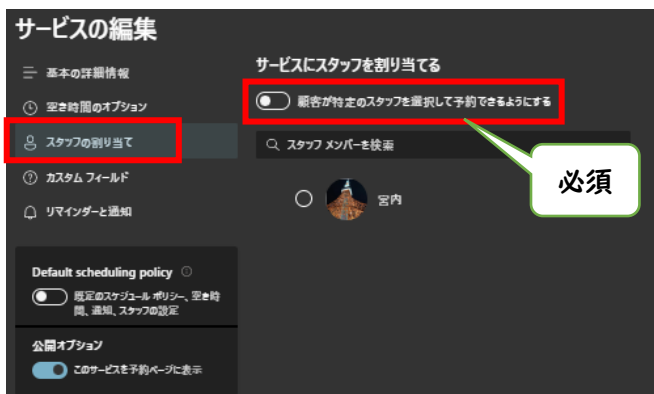 サービスの編集
基本の詳細情報
空き時間のオプション
スタッフの割り当て
カスタム フィールド
リマインダーと通知
Default scheduling policy
既定のスケジュール ポリシー、空き時
間、通知、スタッフの設定
公開オプション
このサービスを予約ページに表示
サービスにスタッフを割り当てる
顧客が特定のスタッフを選択して予約できるようにする
スタッフ メンバーを検索
宮内
必須